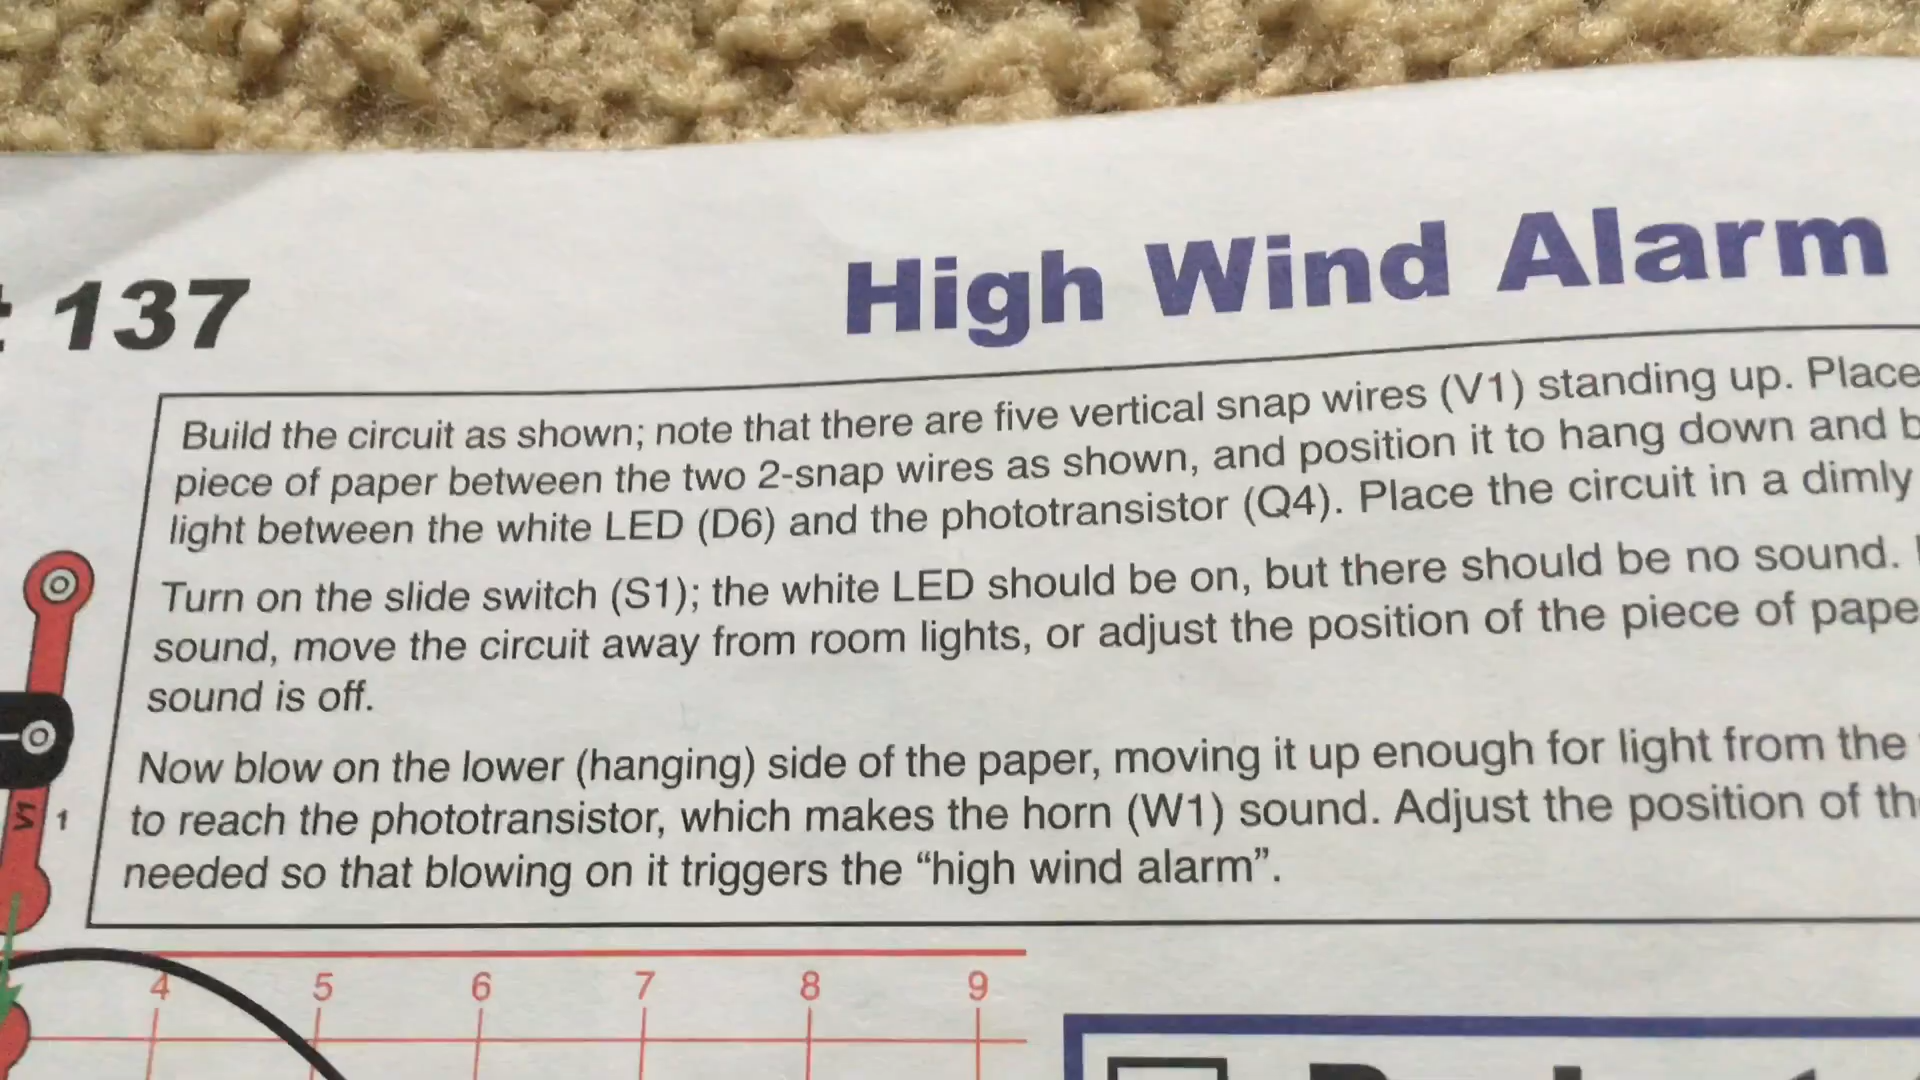 137
High Wind Alarm
Build the circuit as shown; note that there are five vertical snap wires (V1) standing up. Place
piece of paper between the two 2-snap wires as shown, and position it to hang down and b
light between the white LED (D6) and the phototransistor (Q4). Place the circuit in a dimly
Turn on the slide switch (S1); the white LED should be on, but there should be no sound.
sound, move the circuit away from room lights, or adjust the position of the piece of pape
sound is off.
Now blow on the lower (hanging) side of the paper, moving it up enough for light from the
to reach the phototransistor, which makes the horn (W1) sound. Adjust the position of th
needed so that blowing on it triggers the “high wind alarm”.
V1 1
4 5 6 7 8 9